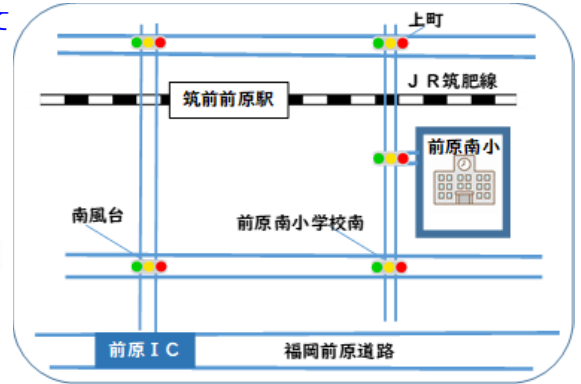 て
上町
ＪＲ筑肥線
筑前前原駅
前原南小
南風台
前原南小学校南
前原ＩＣ
福岡前原道路